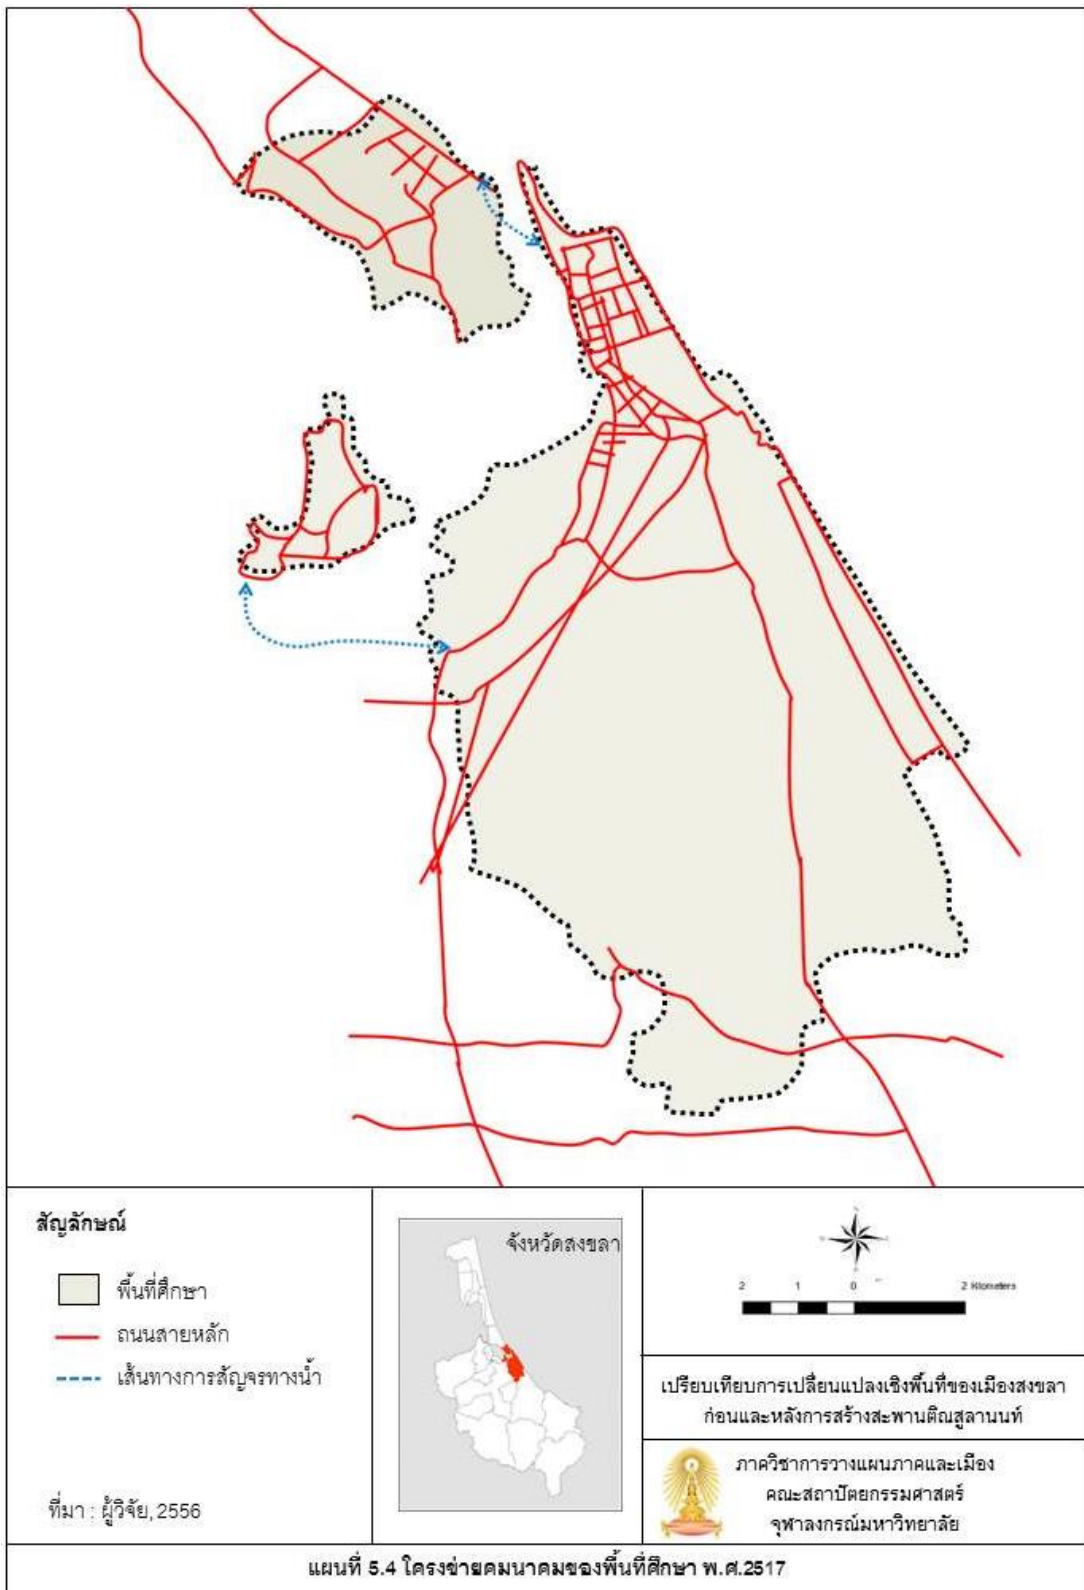 สัญลักษณ์
พื้นที่ศึกษา
ถนนสายหลัก
เส้นทางการสัญจรทางน้ำ
ที่มา : ผู้วิจัย, 2556
จังหวัดสงขลา
2 1 0 2 Kilometers
เปรียบเทียบการเปลี่ยนแปลงเชิงพื้นที่ของเมืองสงขลา
ก่อนและหลังการสร้างสะพานติณสูลานนท์
ภาควิชาการวางแผนภาคและเมือง
คณะสถาปัตยกรรมศาสตร์
จุฬาลงกรณ์มหาวิทยาลัย
แผนที่ 5.4 โครงข่ายคมนาคมของพื้นที่ศึกษา พ.ศ.2517